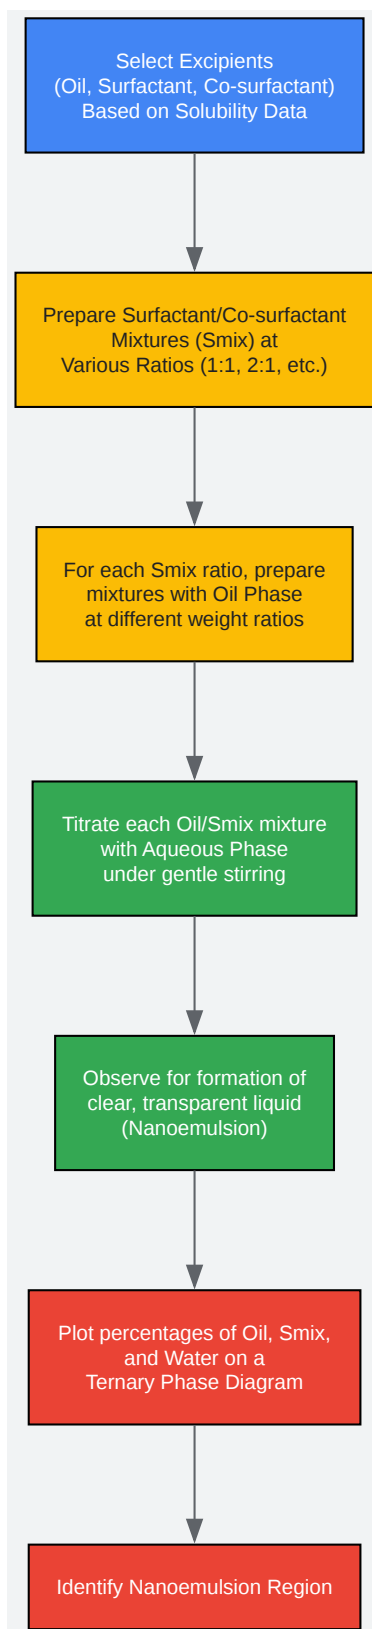 Select Excipients
(Oil, Surfactant, Co-surfactant)
Based on Solubility Data
Prepare Surfactant/Co-surfactant
Mixtures (Smix) at
Various Ratios (1:1, 2:1, etc.)
For each Smix ratio, prepare
mixtures with Oil Phase
at different weight ratios
Titrate each Oil/Smix mixture
with Aqueous Phase
under gentle stirring
Observe for formation of
clear, transparent liquid
(Nanoemulsion)
Plot percentages of Oil, Smix,
and Water on a
Ternary Phase Diagram
Identify Nanoemulsion Region